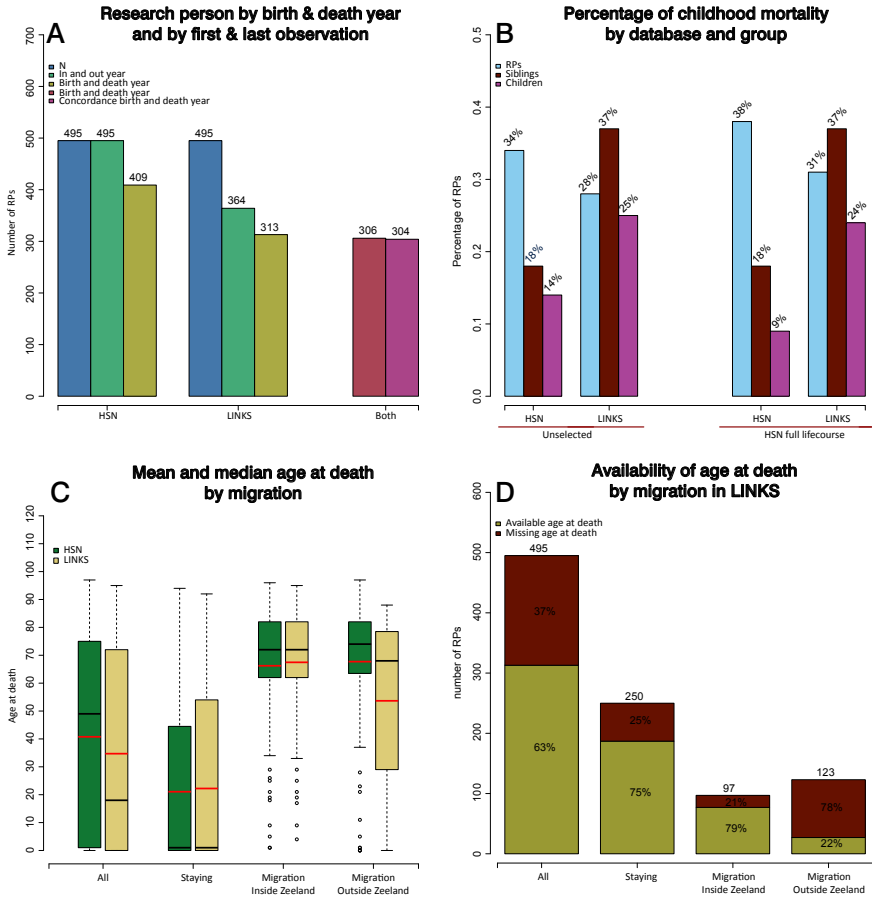 A
Research person by birth & death year
and by first & last observation
700
600
500
400
300
200
100
0
Number of RPs
N
In and out year
Birth and death year
Birth and death year
Concordance birth and death year
495
495
409
495
364
313
306
304
HSN
LINKS
Both
B
Percentage of childhood mortality
by database and group
0.5
0.4
0.3
0.2
0.1
0.0
Percentage of RPs
RPs
Siblings
Children
34%
18%
14%
28%
37%
25%
38%
18%
9%
31%
37%
24%
HSN
LINKS
HSN
LINKS
Unselected
HSN full lifecourse
C
Mean and median age at death
by migration
120
110
100
90
80
70
60
50
40
30
20
10
0
Age at death
HSN
LINKS
All
Staying
Migration
Inside Zeeland
Migration
Outside Zeeland
D
Availability of age at death
by migration in LINKS
600
500
400
300
200
100
0
number of RPs
Available age at death
Missing age at death
495
37%
63%
250
25%
75%
97
21%
79%
123
78%
22%
All
Staying
Migration
Inside Zeeland
Migration
Outside Zeeland